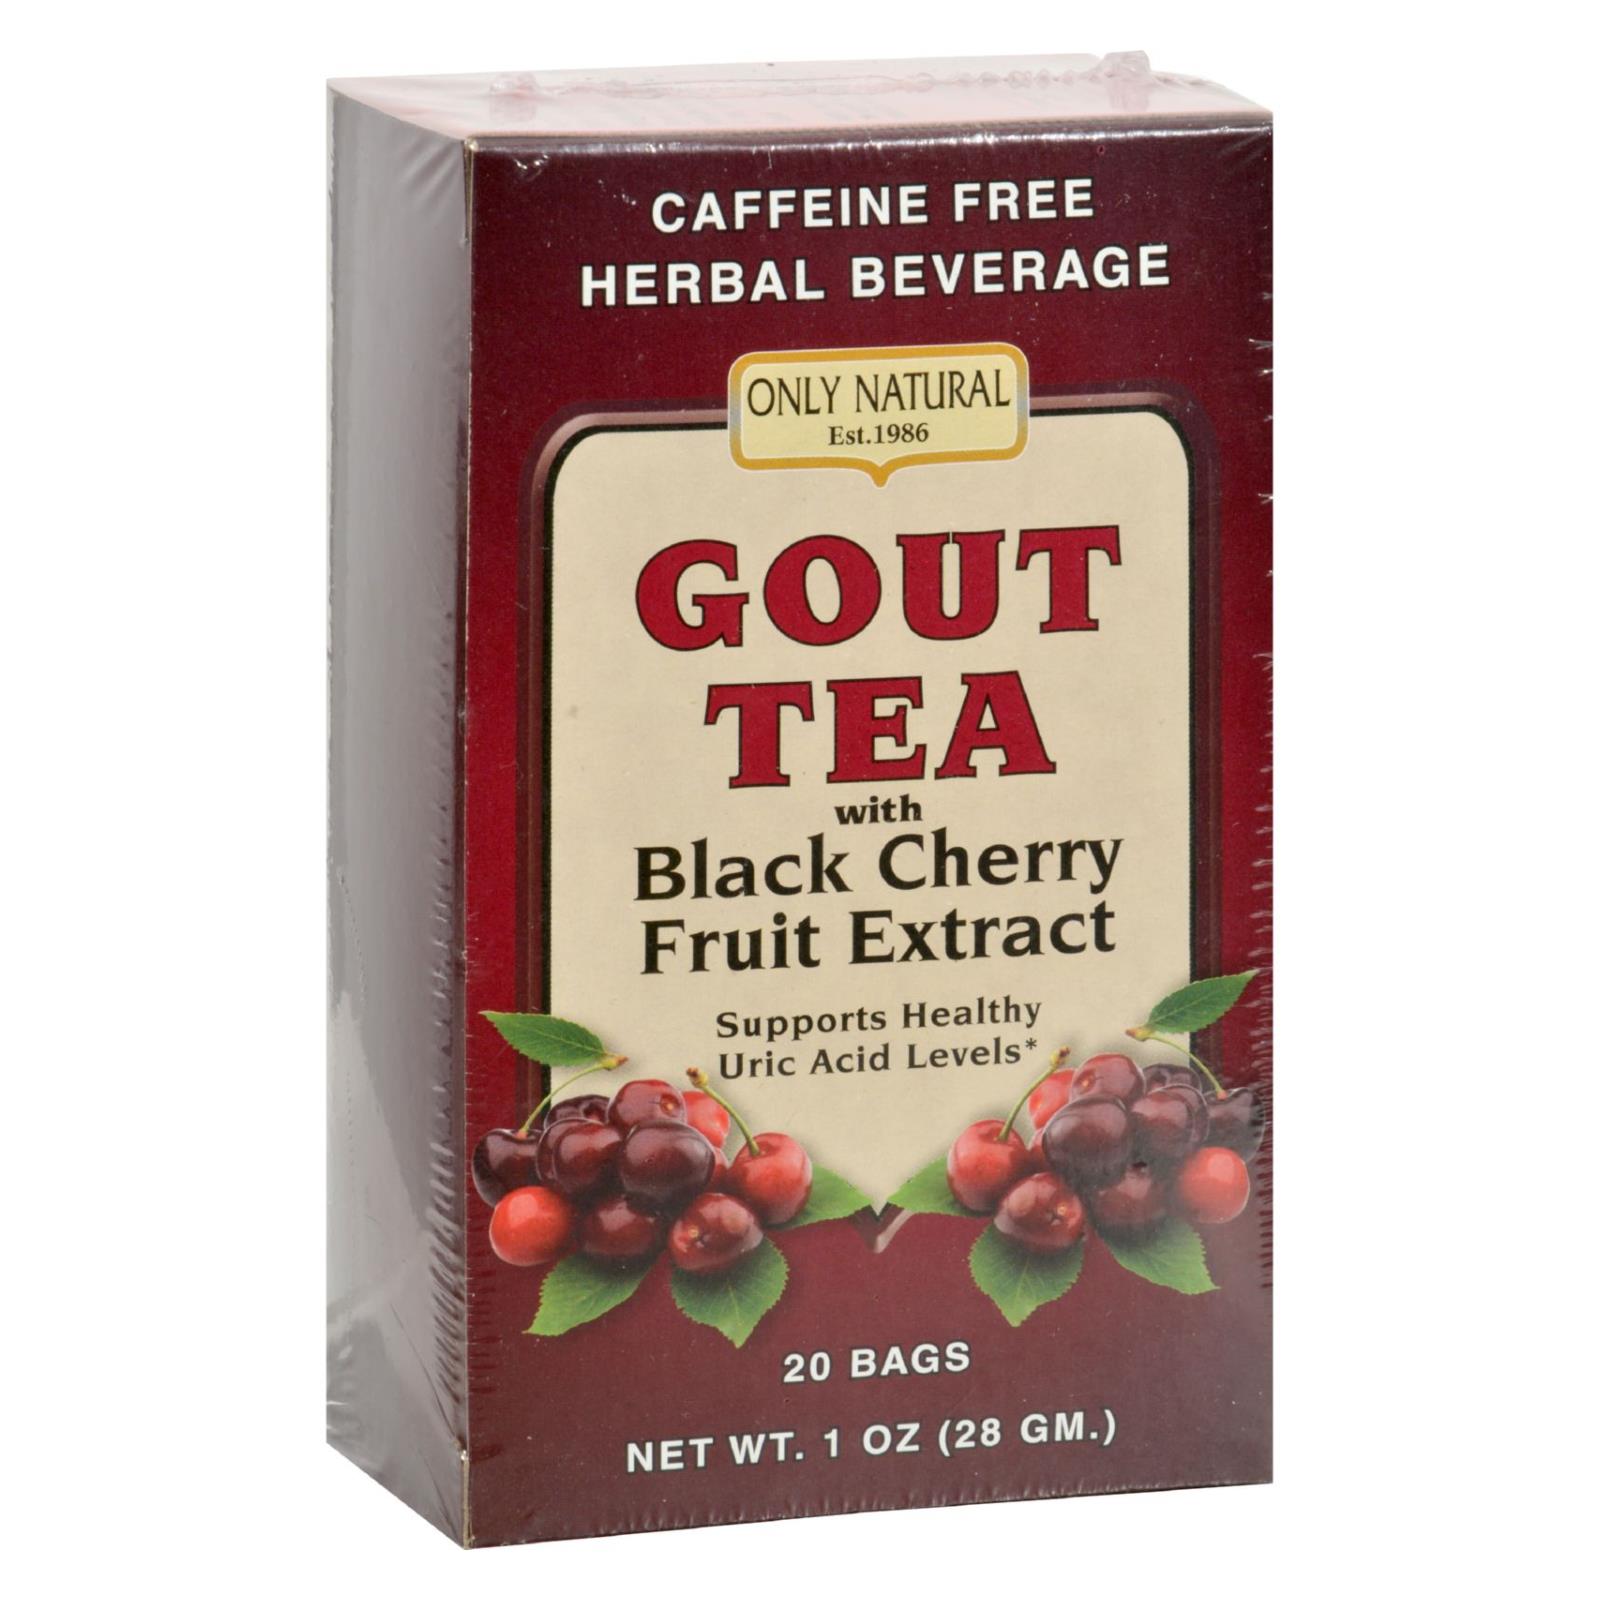 CAFFEINE FREE
HERBAL BEVERAGE
ONLY NATURAL
Est.1986
GOUT
TEA
with
Black Cherry
Fruit Extract
Supports Healthy
Uric Acid Levels*
20 BAGS
NET WT. 1 OZ (28 GM.)